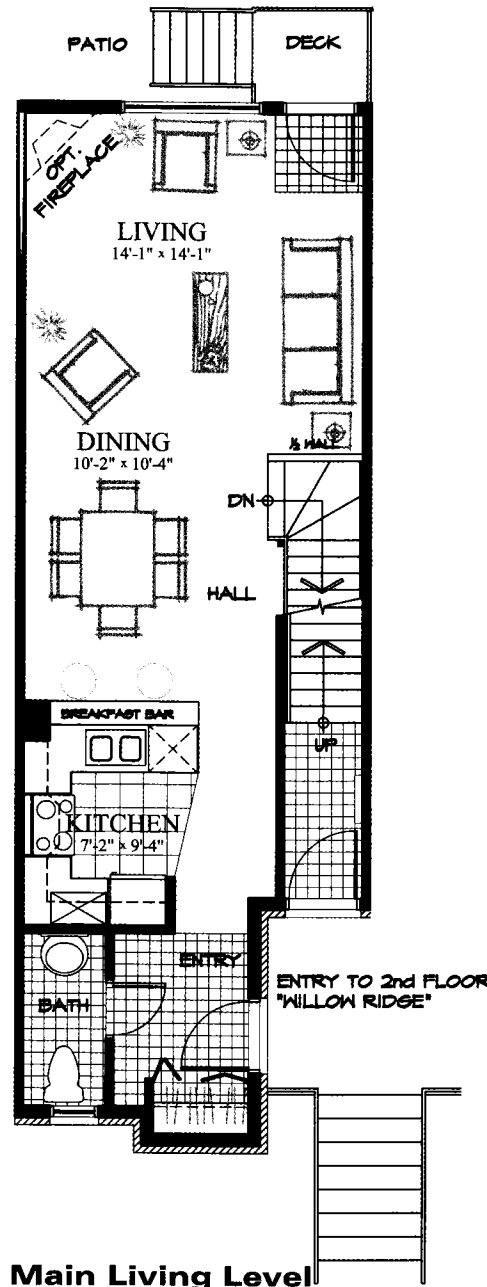 PATIO
DECK
OPT.
FIREPLACE
LIVING
14'-1" x 14'-1"
DINING
10'-2" x 10'-4"
½ WALL
DN
HALL
BREAKFAST BAR
UP
KITCHEN
7'-2" x 9'-4"
ENTRY
BATH
ENTRY TO 2nd FLOOR
"WILLOW RIDGE"
Main Living Level